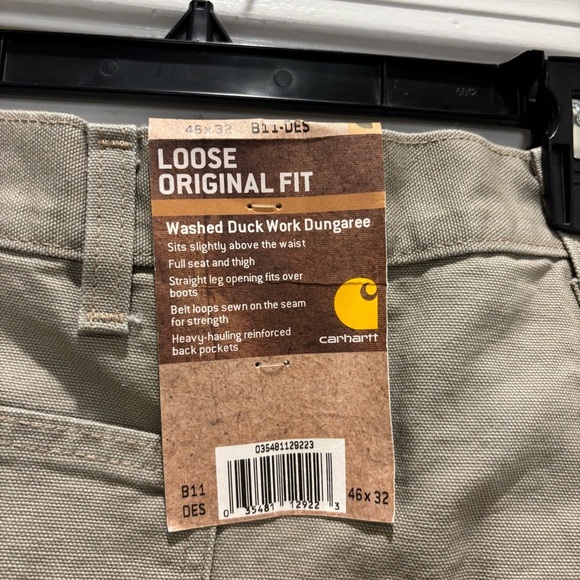 46x32 B11-DES
LOOSE
ORIGINAL FIT
Washed Duck Work Dungaree
Sits slightly above the waist
Full seat and thigh
Straight leg opening fits over
boots
Belt loops sewn on the seam
for strength
Heavy-hauling reinforced
back pockets
carhartt
035481129223
B11
DES
46x32
0 35481 12922 3